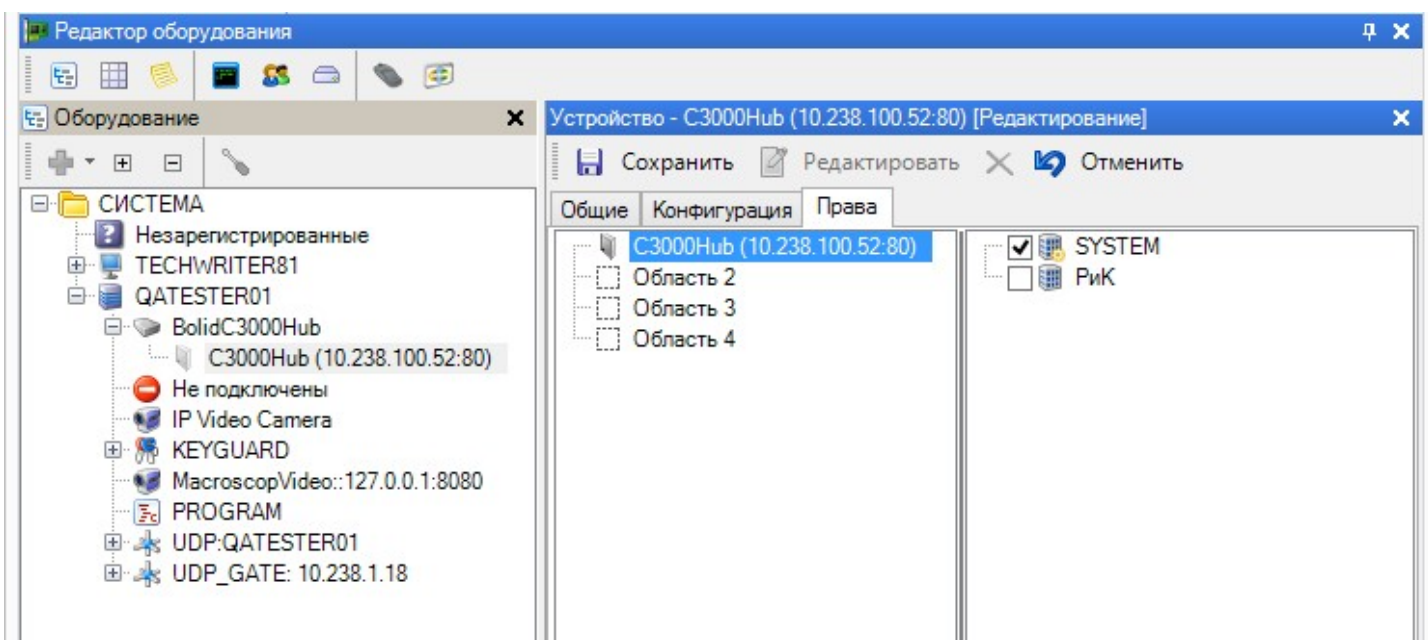 Редактор оборудования
Оборудование
СИСТЕМА
Незарегистрированные
TECHWRITER81
QATESTER01
BolidC3000Hub
C3000Hub (10.238.100.52:80)
Не подключены
IP Video Camera
KEYGUARD
MacroscopVideo::127.0.0.1:8080
PROGRAM
UDP:QATESTER01
UDP_GATE: 10.238.1.18
Устройство - C3000Hub (10.238.100.52:80) [Редактирование]
Сохранить Редактировать Отменить
Общие Конфигурация Права
C3000Hub (10.238.100.52:80)
Область 2
Область 3
Область 4
SYSTEM
РиК